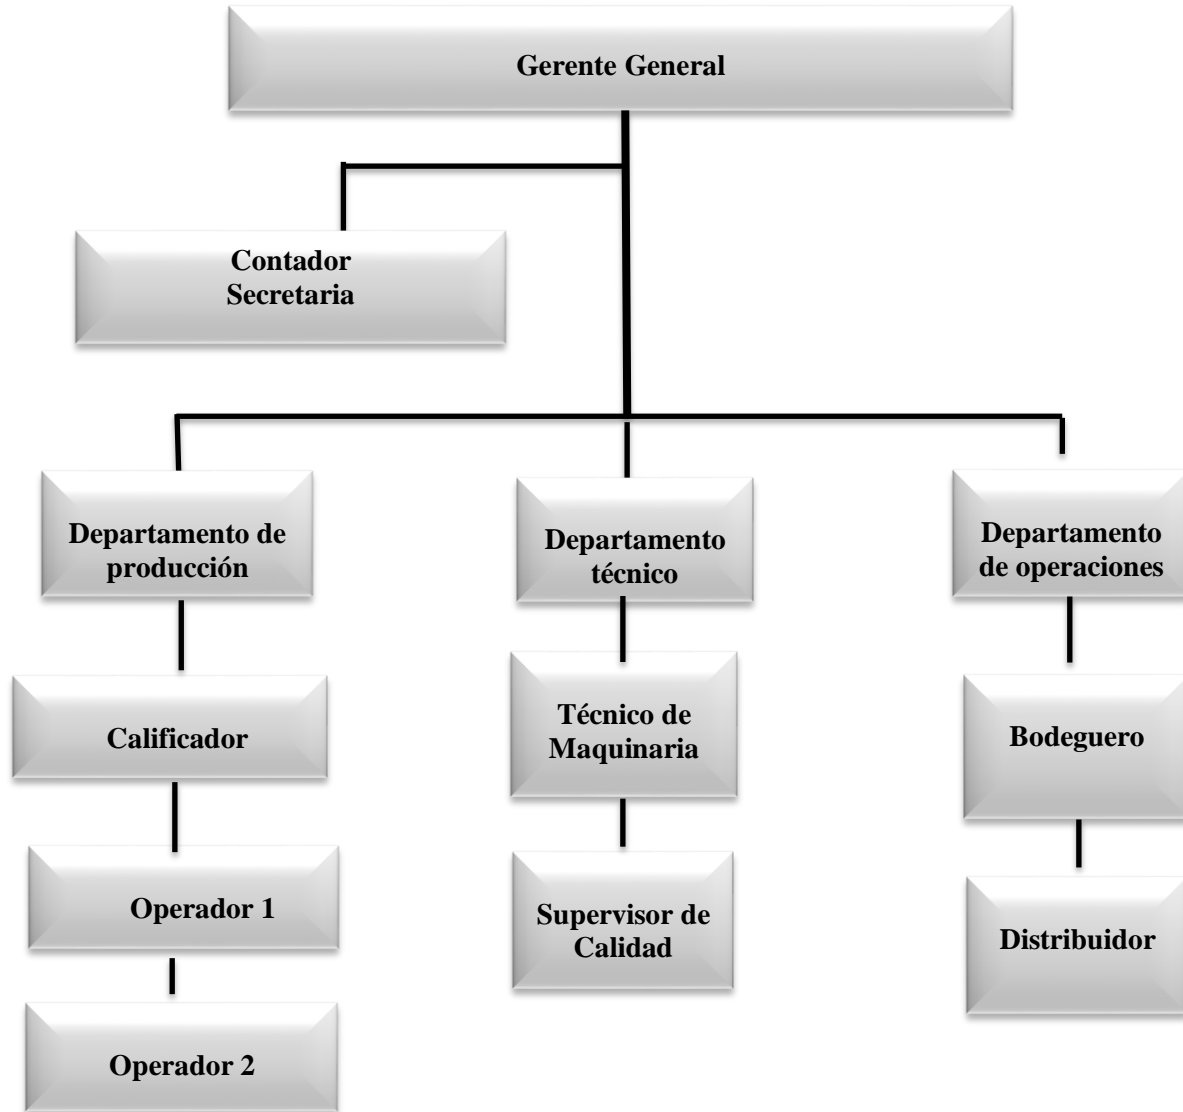 Gerente General
Contador
Secretaria
Departamento de
producción
Departamento
técnico
Departamento
de operaciones
Calificador
Técnico de
Maquinaria
Bodeguero
Operador 1
Supervisor de
Calidad
Distribuidor
Operador 2